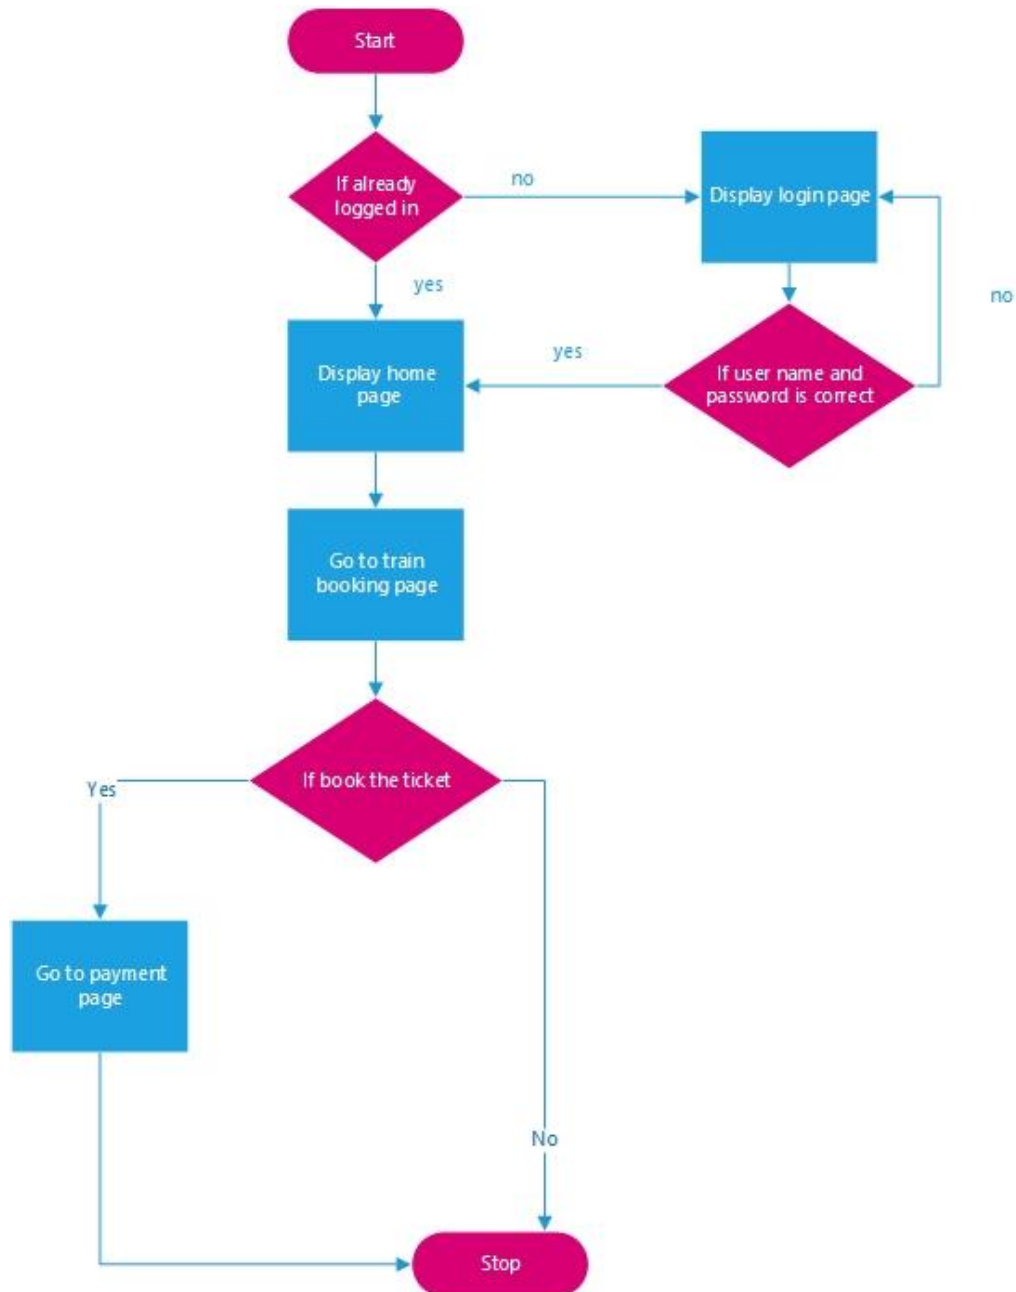 Start
If already
logged in
no
Display login page
yes
no
Display home
page
yes
If user name and
password is correct
Go to train
booking page
If book the ticket
Yes
Go to payment
page
No
Stop